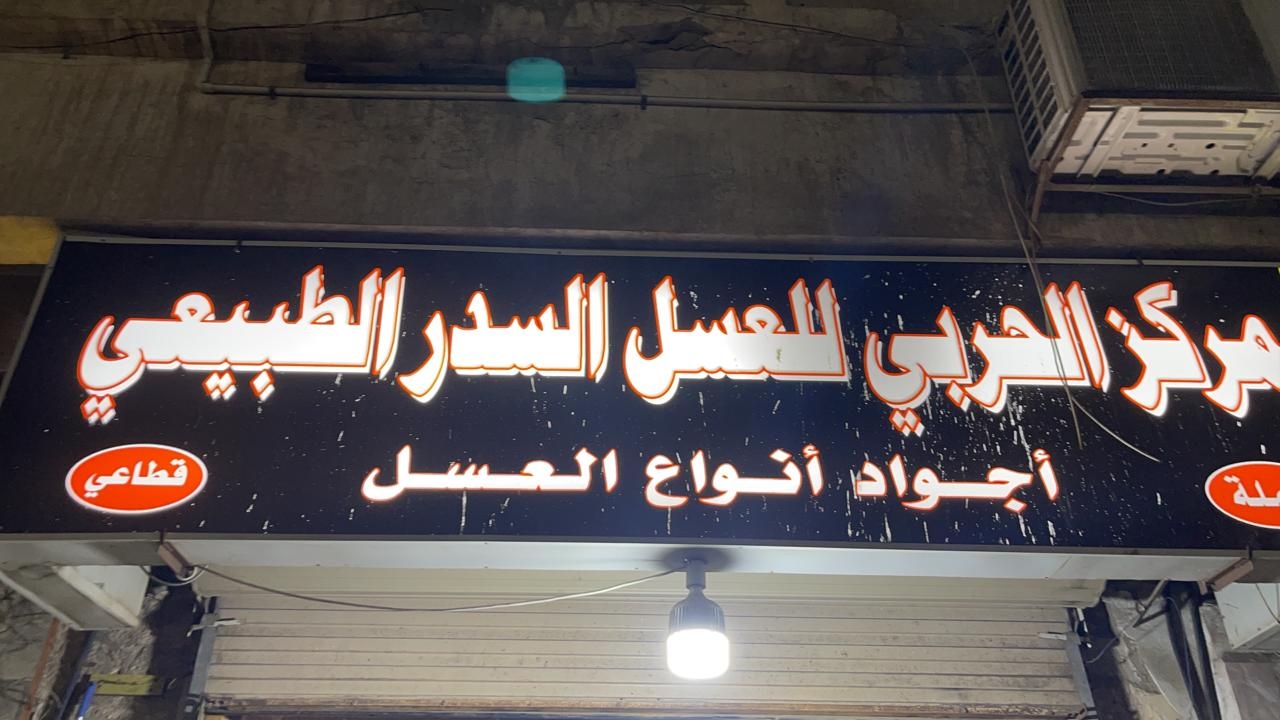 مركز الحربي للعسل السدر الطبيعي
أجواد أنواع العسل
قطاعي